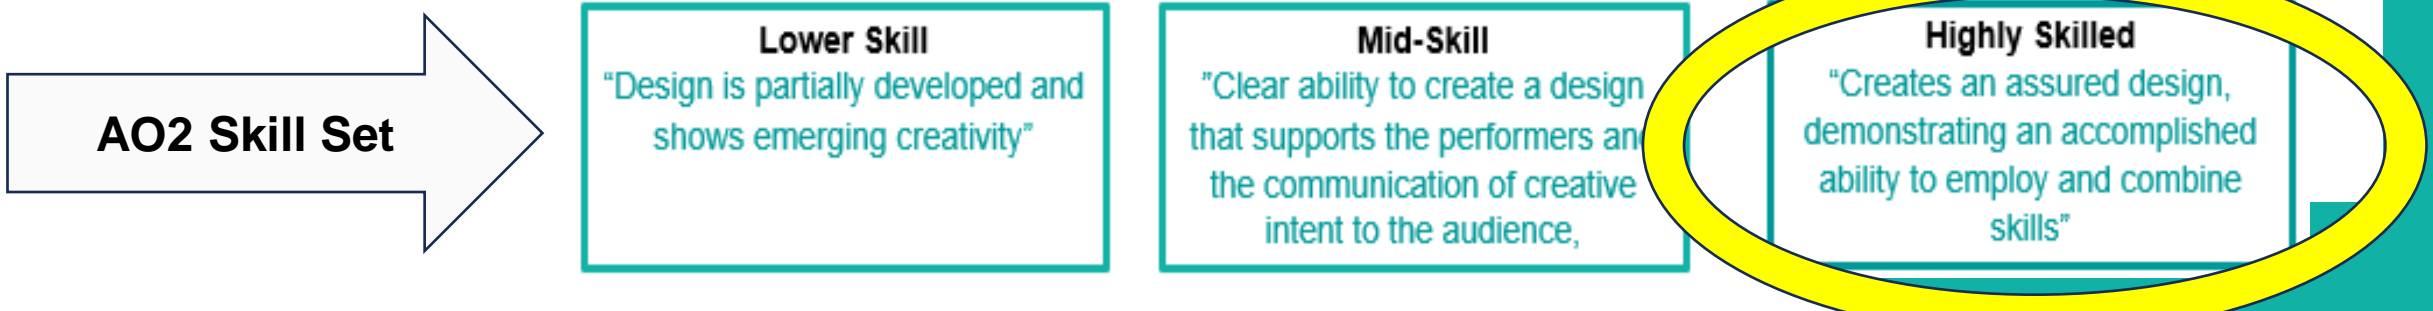 AO2 Skill Set
Lower Skill
“Design is partially developed and
shows emerging creativity”
Mid-Skill
”Clear ability to create a design
that supports the performers
the communication of creative
intent to the audience,
Highly Skilled
“Creates an assured design,
demonstrating an accomplished
ability to employ and combine
skills”